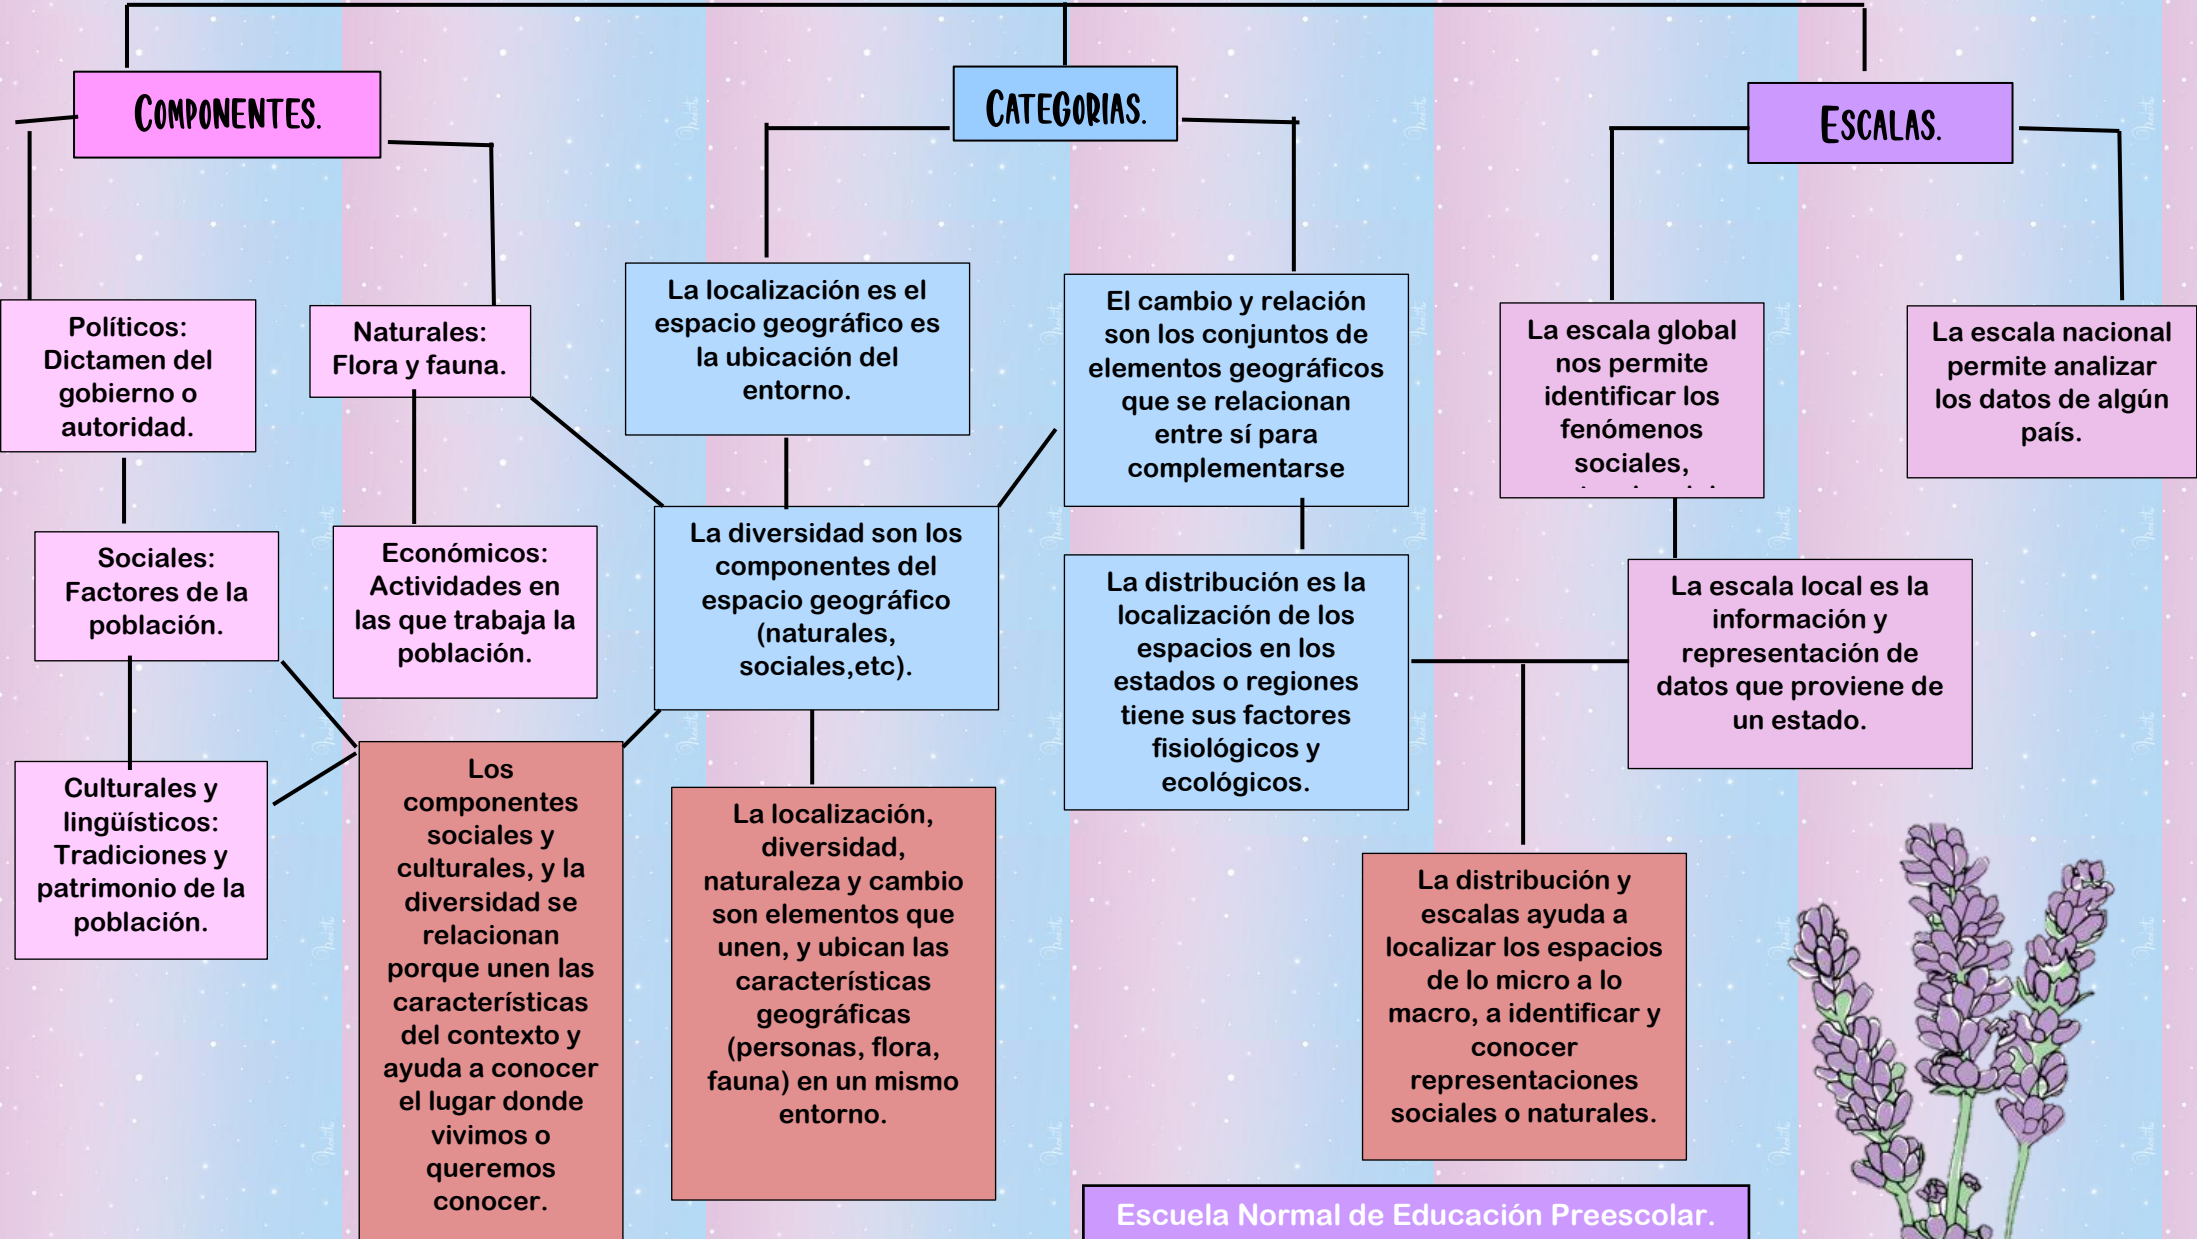 COMPONENTES.
CATEGORIAS.
ESCALAS.
Políticos:
Dictamen del
gobierno o
autoridad.
Naturales:
Flora y fauna.
Sociales:
Factores de la
población.
Económicos:
Actividades en
las que trabaja la
población.
Culturales y
lingüísticos:
Tradiciones y
patrimonio de la
población.
Los
componentes
sociales y
culturales, y la
diversidad se
relacionan
porque unen las
características
del contexto y
ayuda a conocer
el lugar donde
vivimos o
queremos
conocer.
La localización es el
espacio geográfico es
la ubicación del
entorno.
El cambio y relación
son los conjuntos de
elementos geográficos
que se relacionan
entre sí para
complementarse
La diversidad son los
componentes del
espacio geográfico
(naturales,
sociales,etc).
La distribución es la
localización de los
espacios en los
estados o regiones
tiene sus factores
fisiológicos y
ecológicos.
La localización,
diversidad,
naturaleza y cambio
son elementos que
unen, y ubican las
características
geográficas
(personas, flora,
fauna) en un mismo
entorno.
La escala global
nos permite
identificar los
fenómenos
sociales,
La escala nacional
permite analizar
los datos de algún
país.
La escala local es la
información y
representación de
datos que proviene de
un estado.
La distribución y
escalas ayuda a
localizar los espacios
de lo micro a lo
macro, a identificar y
conocer
representaciones
sociales o naturales.
Escuela Normal de Educación Preescolar.